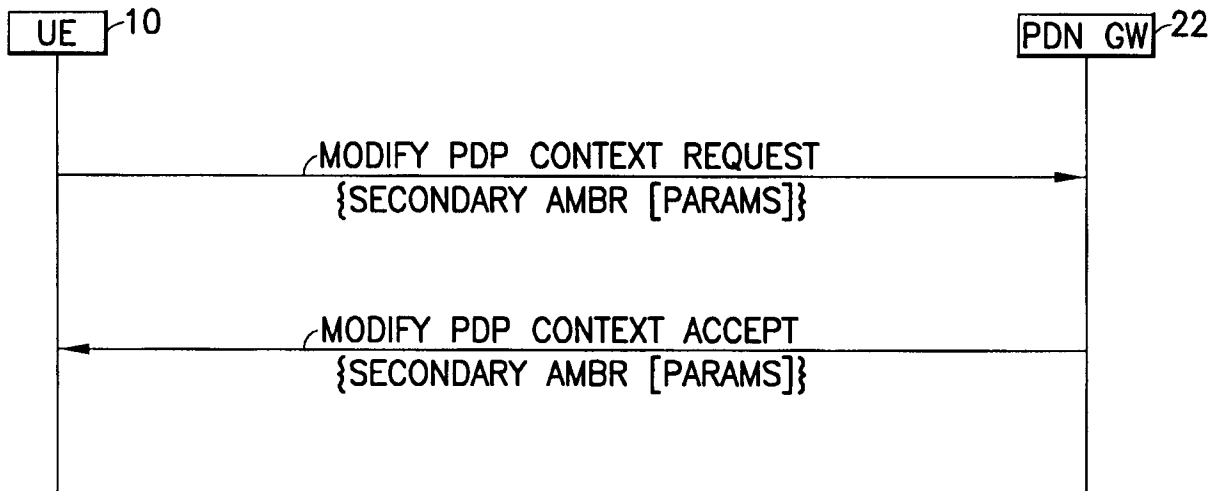 UE 10
PDN GW 22
MODIFY PDP CONTEXT REQUEST
{SECONDARY AMBR [PARAMS]}
MODIFY PDP CONTEXT ACCEPT
{SECONDARY AMBR [PARAMS]}